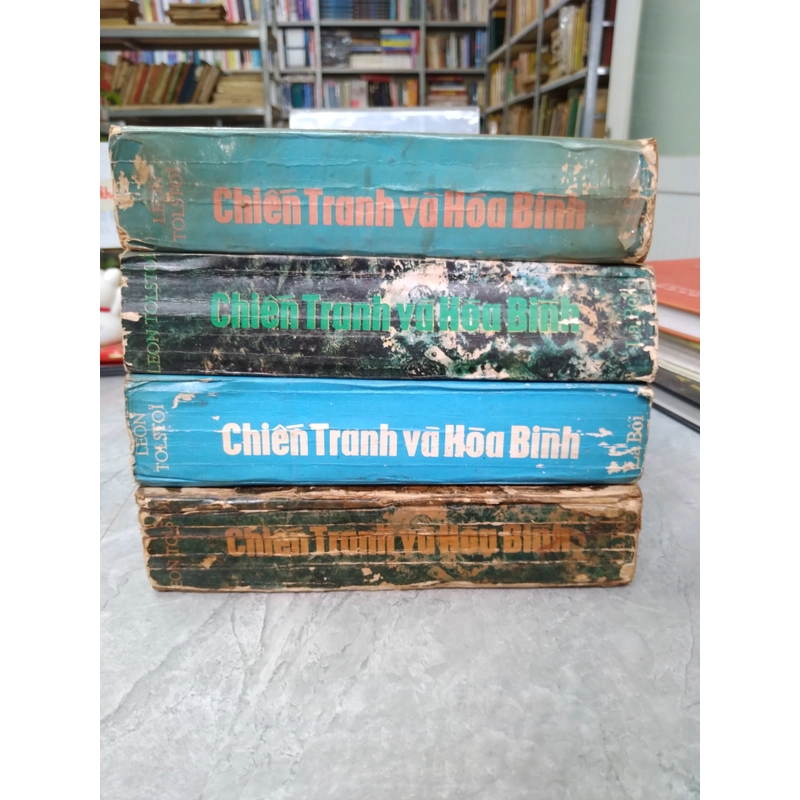 LEON
TOLSTOI
Chiến Tranh và Hòa Bình
LEON TOLSTOI
Chiến Tranh và Hòa Bình
Lá Bối
LEON
TOLSTOÏ
Chiến Tranh và Hòa Bình
Lá Bối
Chiến Tranh và Hòa Bình